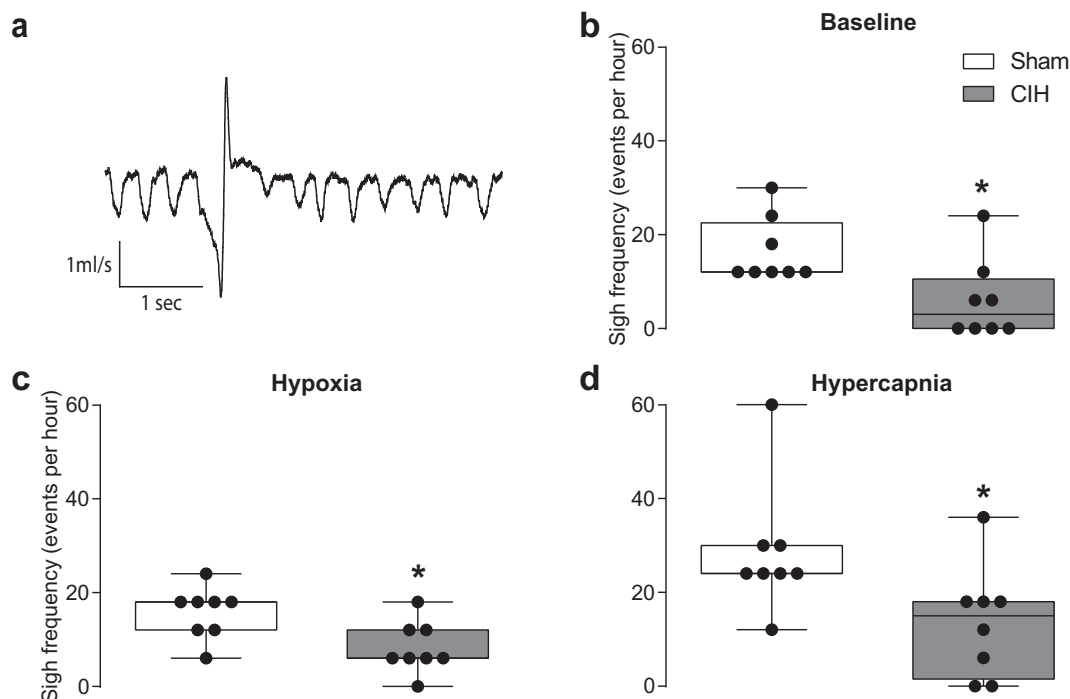 a
1ml/s
1 sec
b
Baseline
Sigh frequency (events per hour)
60
40
20
0
Sham
CIH
*
c
Hypoxia
Sigh frequency (events per hour)
60
40
20
0
*
d
Hypercapnia
60
40
20
0
*